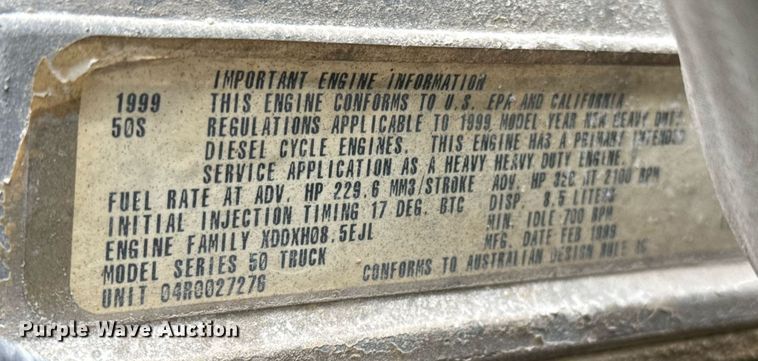 IMPORTANT ENGINE INFORMATION
1999 THIS ENGINE CONFORMS TO U.S. EPA AND CALIFORNIA
50S REGULATIONS APPLICABLE TO 1999 MODEL YEAR NEW HEAVY DUTY
DIESEL CYCLE ENGINES. THIS ENGINE HAS A PRIMARY INTENDED
SERVICE APPLICATION AS A HEAVY HEAVY DUTY ENGINE.
FUEL RATE AT ADV. HP 229.6 MM3/STROKE ADV. HP 320 AT 2100 RPM
INITIAL INJECTION TIMING 17 DEG. BTC DISP. 8.5 LITERS
ENGINE FAMILY XDDXH08.5EJL MIN. IDLE 700 RPM
MODEL SERIES 50 TRUCK MFG. DATE FEB 1999
UNIT 04R0027276 CONFORMS TO AUSTRALIAN DESIGN RULE
Purple Wave Auction